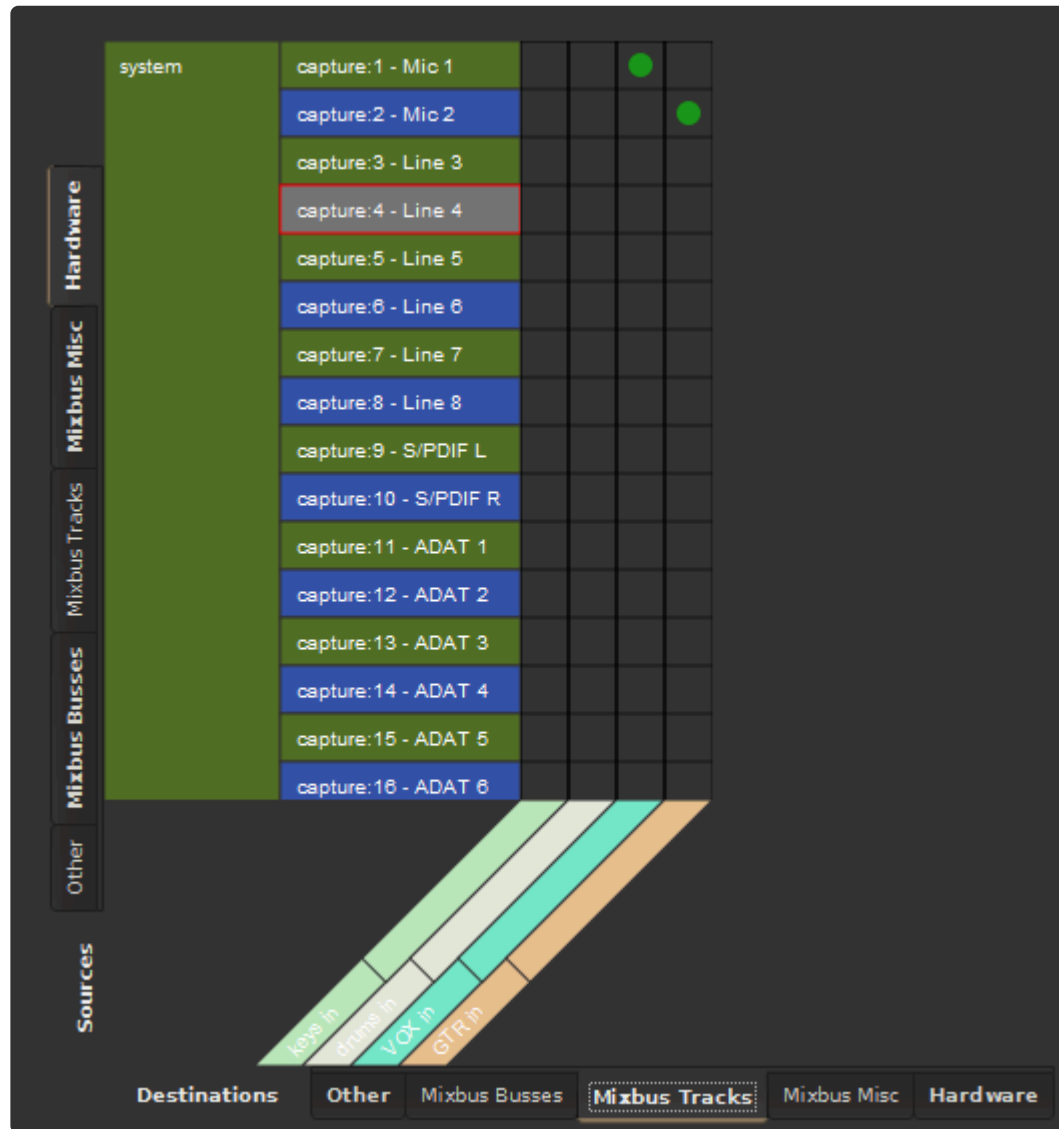 system
capture:1 - Mic 1
capture:2 - Mic 2
capture:3 - Line 3
capture:4 - Line 4
capture:5 - Line 5
capture:6 - Line 6
capture:7 - Line 7
capture:8 - Line 8
capture:9 - S/PDIF L
capture:10 - S/PDIF R
capture:11 - ADAT 1
capture:12 - ADAT 2
capture:13 - ADAT 3
capture:14 - ADAT 4
capture:15 - ADAT 5
capture:16 - ADAT 6
Hardware
Mixbus Misc
Mixbus Tracks
Mixbus Busses
Other
Sources
keys in
drums in
VOX in
GTR in
Destinations
Other
Mixbus Busses
Mixbus Tracks
Mixbus Misc
Hardware